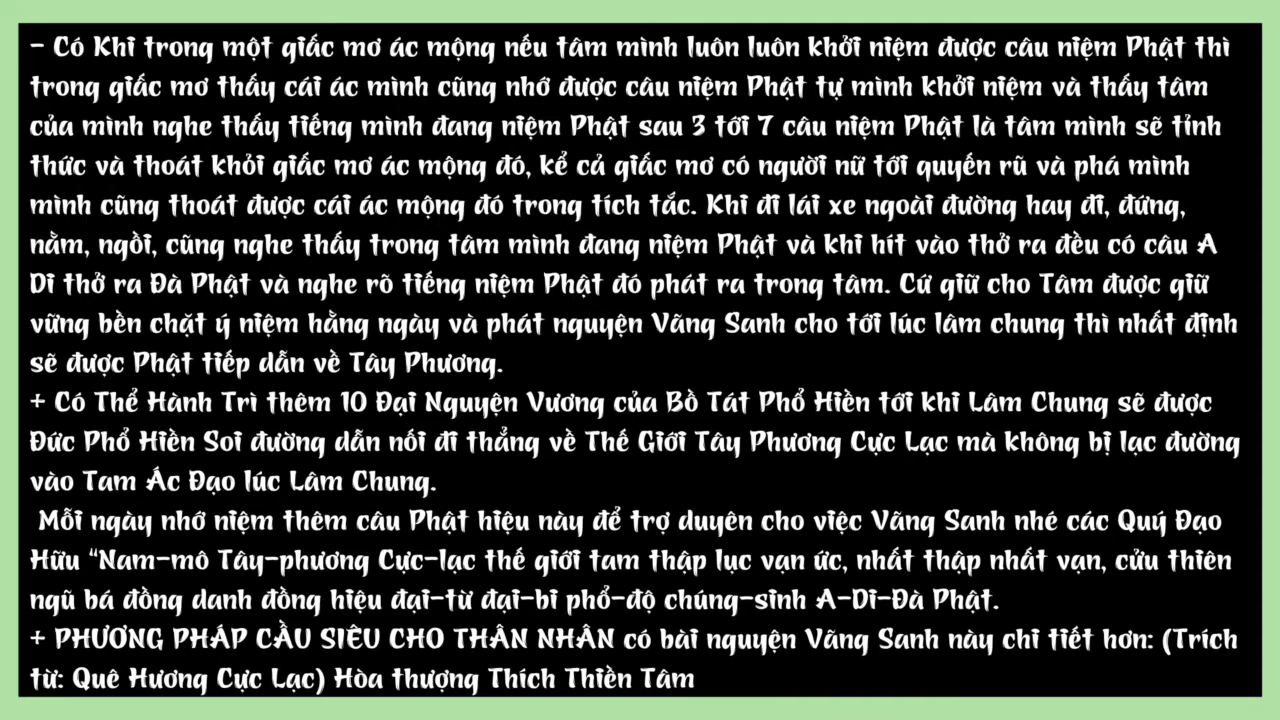 - Có Khi trong một giấc mơ ác mộng nếu tâm mình luôn luôn khởi niệm được câu niệm Phật thì
trong giấc mơ thấy cái ác mình cũng nhớ được câu niệm Phật tự mình khởi niệm và thấy tâm
của mình nghe thấy tiếng mình đang niệm Phật sau 3 tới 7 câu niệm Phật là tâm mình sẽ tỉnh
thức và thoát khỏi giấc mơ ác mộng đó, kể cả giấc mơ có người nữ tới quyến rũ và phá mình
mình cũng thoát được cái ác mộng đó trong tích tắc. Khi đi lái xe ngoài đường hay đi, đứng,
nằm, ngồi, cũng nghe thấy trong tâm mình đang niệm Phật và khi hít vào thở ra đều có câu A
Di thở ra Đà Phật và nghe rõ tiếng niệm Phật đó phát ra trong tâm. Cứ giữ cho Tâm được giữ
vững bền chặt ý niệm hằng ngày và phát nguyện Vãng Sanh cho tới lúc lâm chung thì nhất định
sẽ được Phật tiếp dẫn về Tây Phương.
+ Có Thể Hành Trì thêm 10 Đại Nguyện Vương của Bồ Tát Phổ Hiền tới khi Lâm Chung sẽ được
Đức Phổ Hiền Soi đường dẫn nối đi thẳng về Thế Giới Tây Phương Cực Lạc mà không bị lạc đường
vào Tam Ác Đạo lúc Lâm Chung.
Mỗi ngày nhớ niệm thêm câu Phật hiệu này để trợ duyên cho việc Vãng Sanh nhé các Quý Đạo
Hữu "Nam-mô Tây-phương Cực-lạc thế giới tam thập lục vạn ức, nhất thập nhất vạn, cửu thiên
ngũ bá đồng danh đồng hiệu đại-từ đại-bi phổ-độ chúng-sinh A-Di-Đà Phật.
+ PHƯƠNG PHÁP CẦU SIÊU CHO THÂN NHÂN có bài nguyện Vãng Sanh này chi tiết hơn: (Trích
từ: Quê Hương Cực Lạc) Hòa thượng Thích Thiền Tâm